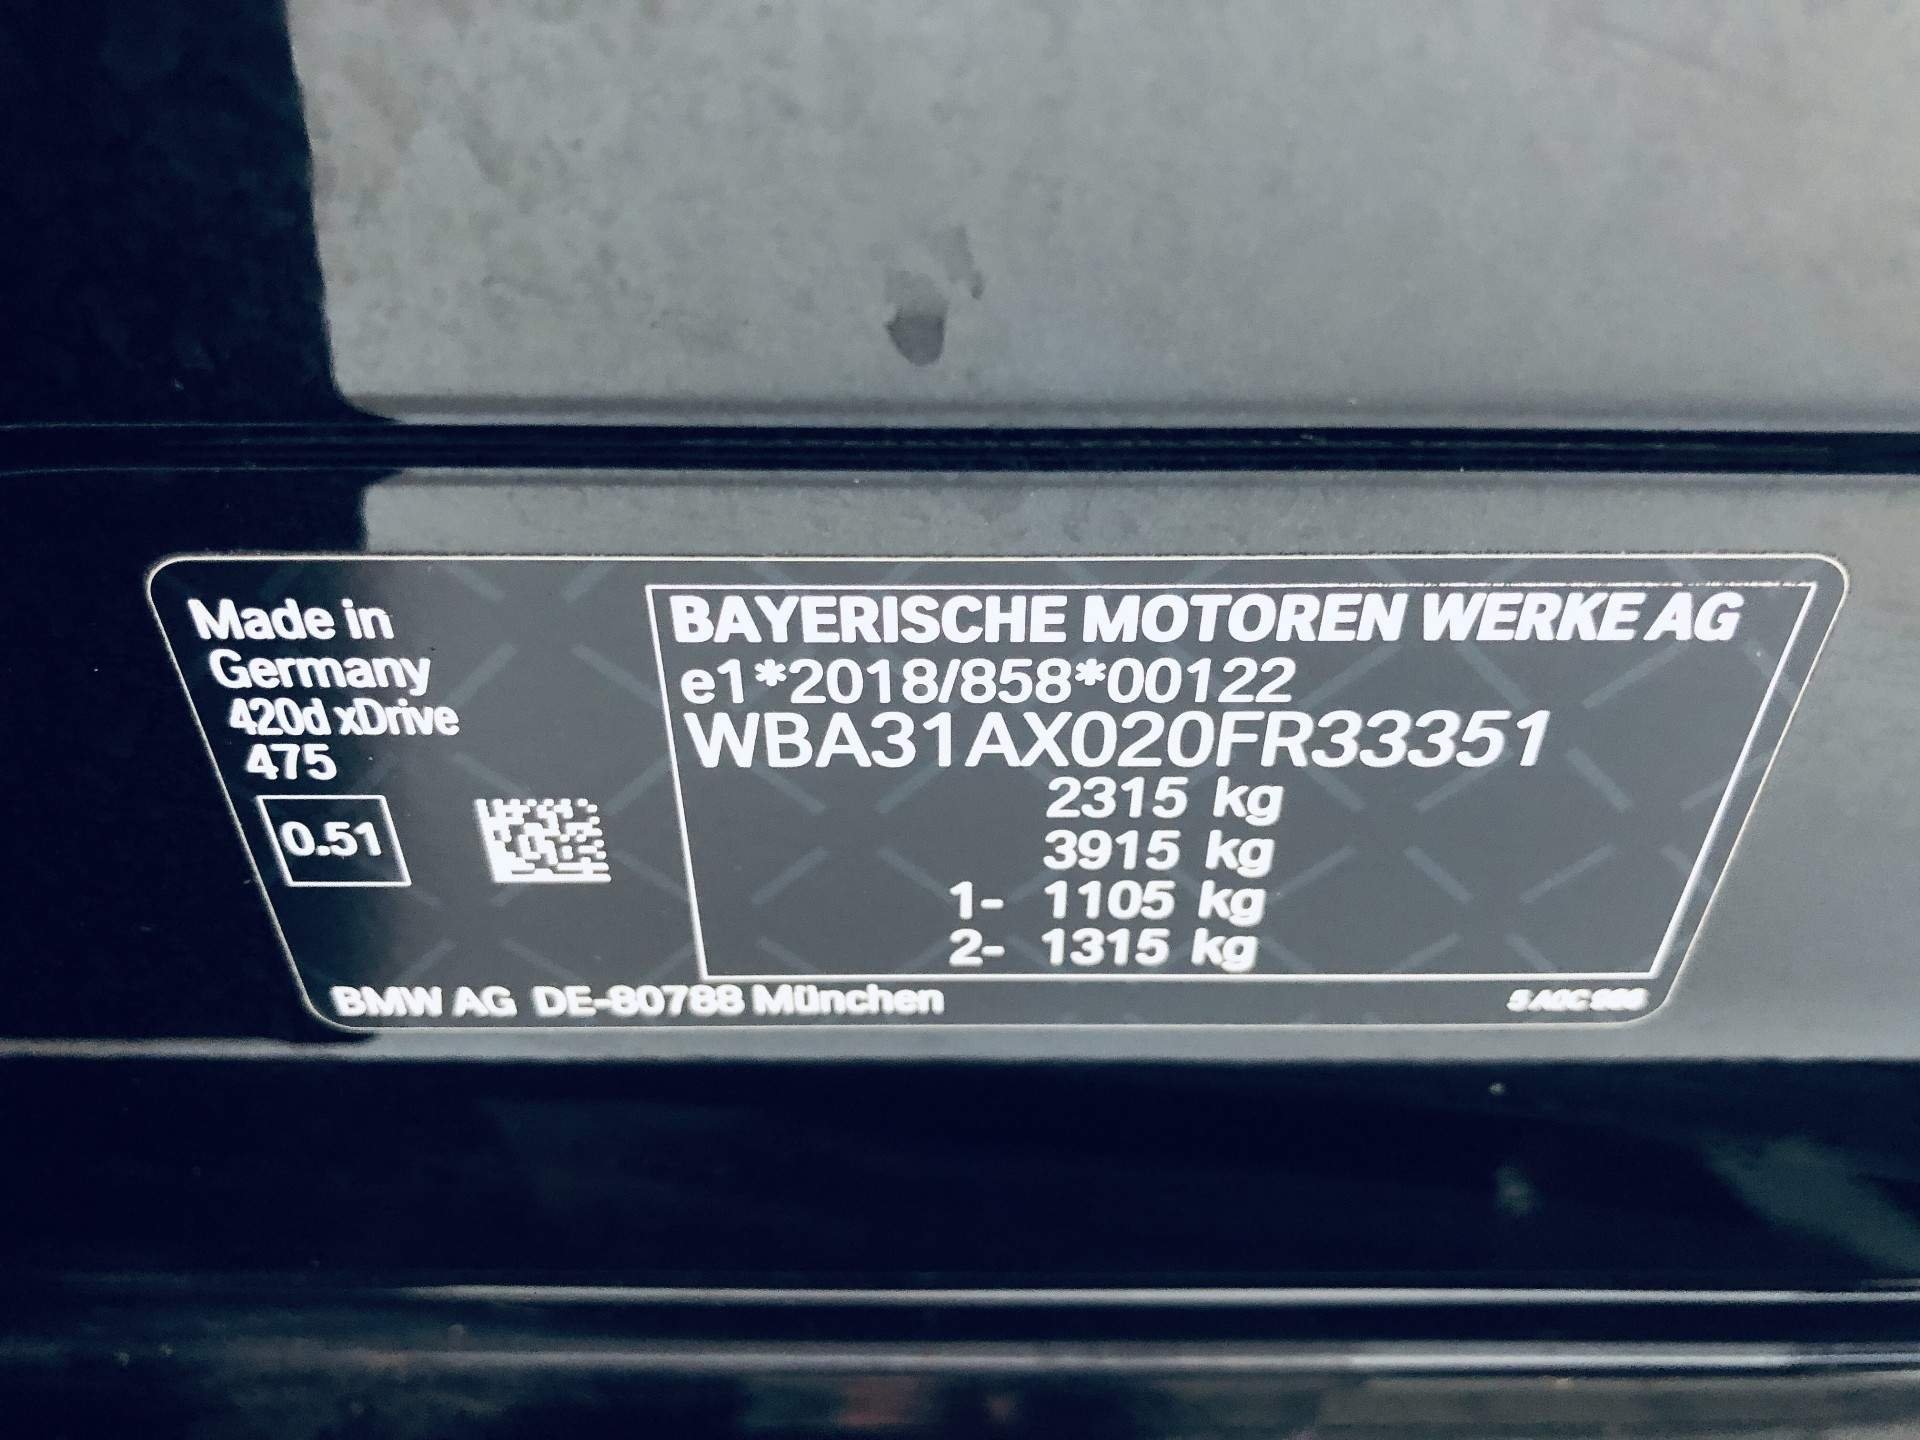 Made in
Germany
420d xDrive
475
0.51
BAYERISCHE MOTOREN WERKE AG
e1*2018/858*00122
WBA31AX020FR33351
2315 kg
3915 kg
1- 1105 kg
2- 1315 kg
BMW AG DE-80788 München